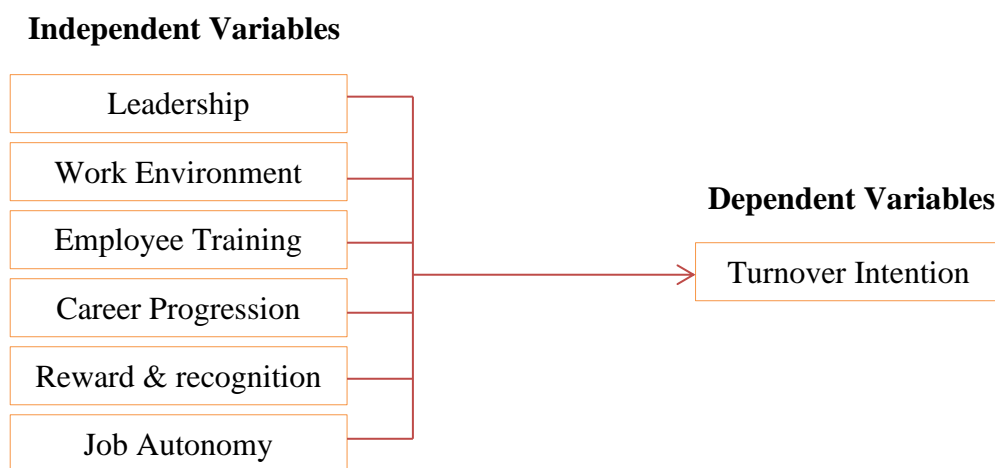 Independent Variables
Leadership
Work Environment
Employee Training
Career Progression
Reward & recognition
Job Autonomy
Dependent Variables
Turnover Intention